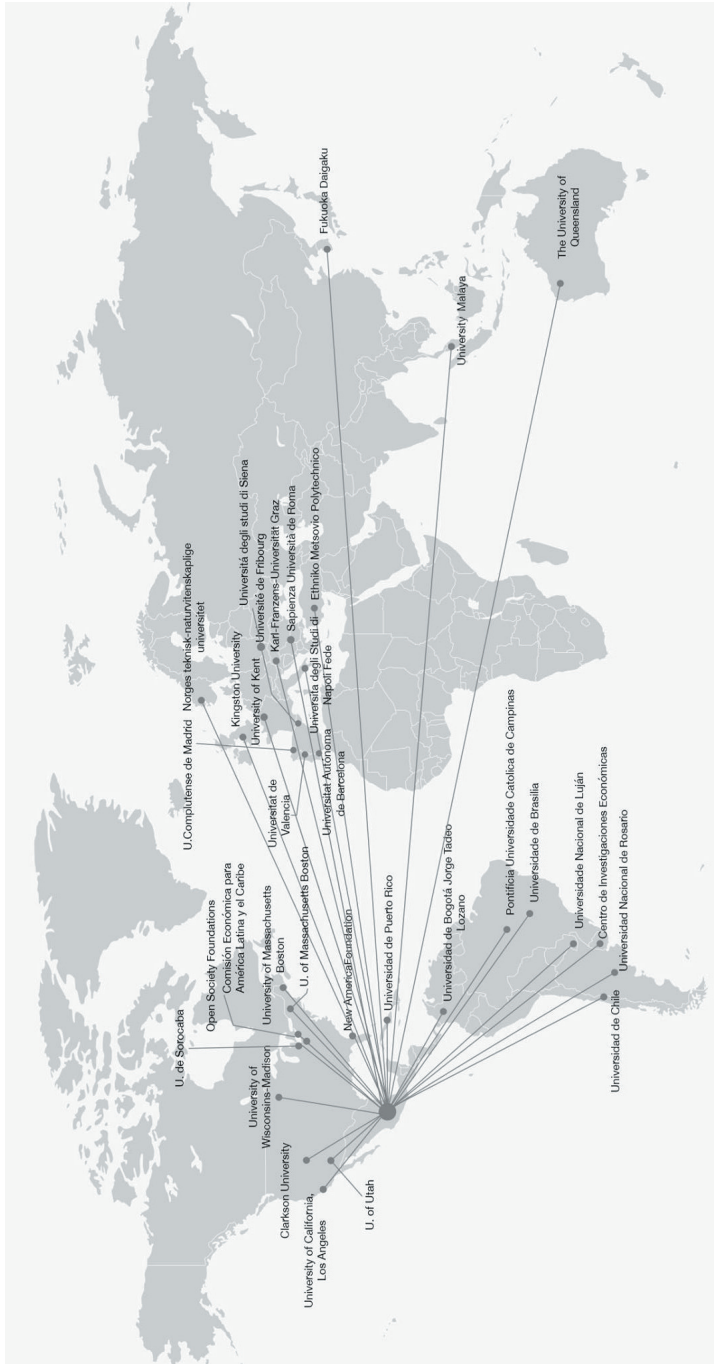 U. de Sorocaba
Open Society Foundations
Comisión Económica para
América Latina y el Caribe
University of
Wisconsins-Madison
University of Massachusetts
Boston
U. of Massachusetts Boston
Clarkson University
University of California,
Los Angeles
U. of Utah
New AmericaFoundation
Universidad de Puerto Rico
Universidad de Bogotá Jorge Tadeo
Lozano
Pontificia Universidade Catolica de Campinas
Universidade de Brasilia
Universidade Nacional de Luján
Centro de Investigaciones Económicas
Universidad Nacional de Rosario
Universidad de Chile
U.Complutense de Madrid
Norges teknisk-naturvitenskaplige
universitet
Kingston University
University of Kent
Universitá degli studi di Siena
Université de Fribourg
Karl-Franzens-Universität Graz
Sapienza Università de Roma
Universitat de
Valencia
Universita degli Studi di
Napoli Fede
Ethniko Metsovio Polytechnico
Universitat Autònoma
de Barcelona
Fukuoka Daigaku
University Malaya
The University of
Queensland